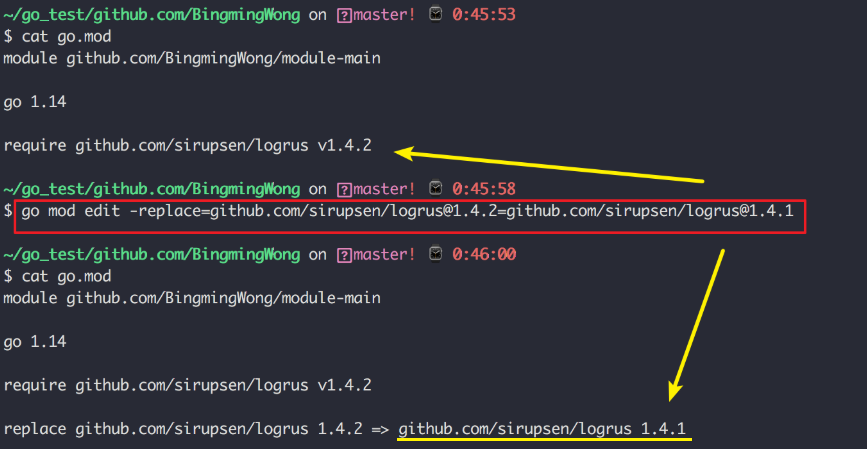 ~/go_test/github.com/BingmingWong on master! 0:45:53
$ cat go.mod
module github.com/BingmingWong/module-main
go 1.14
require github.com/sirupsen/logrus v1.4.2
~/go_test/github.com/BingmingWong on master! 0:45:58
$ go mod edit -replace=github.com/sirupsen/logrus@1.4.2=github.com/sirupsen/logrus@1.4.1
~/go_test/github.com/BingmingWong on master! 0:46:00
$ cat go.mod
module github.com/BingmingWong/module-main
go 1.14
require github.com/sirupsen/logrus v1.4.2
replace github.com/sirupsen/logrus 1.4.2 => github.com/sirupsen/logrus 1.4.1